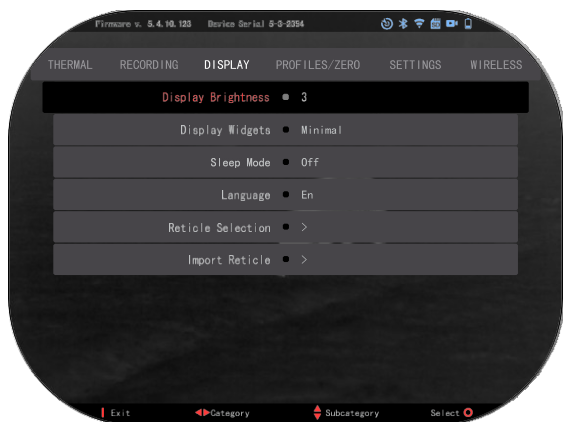 Firmware v. 5.4.10.123 Device Serial 5-3-2354
THERMAL RECORDING DISPLAY PROFILES/ZERO SETTINGS WIRELESS
Display Brightness 3
Display Widgets Minimal
Sleep Mode Off
Language En
Reticle Selection >
Import Reticle >
Exit Category Subcategory Select